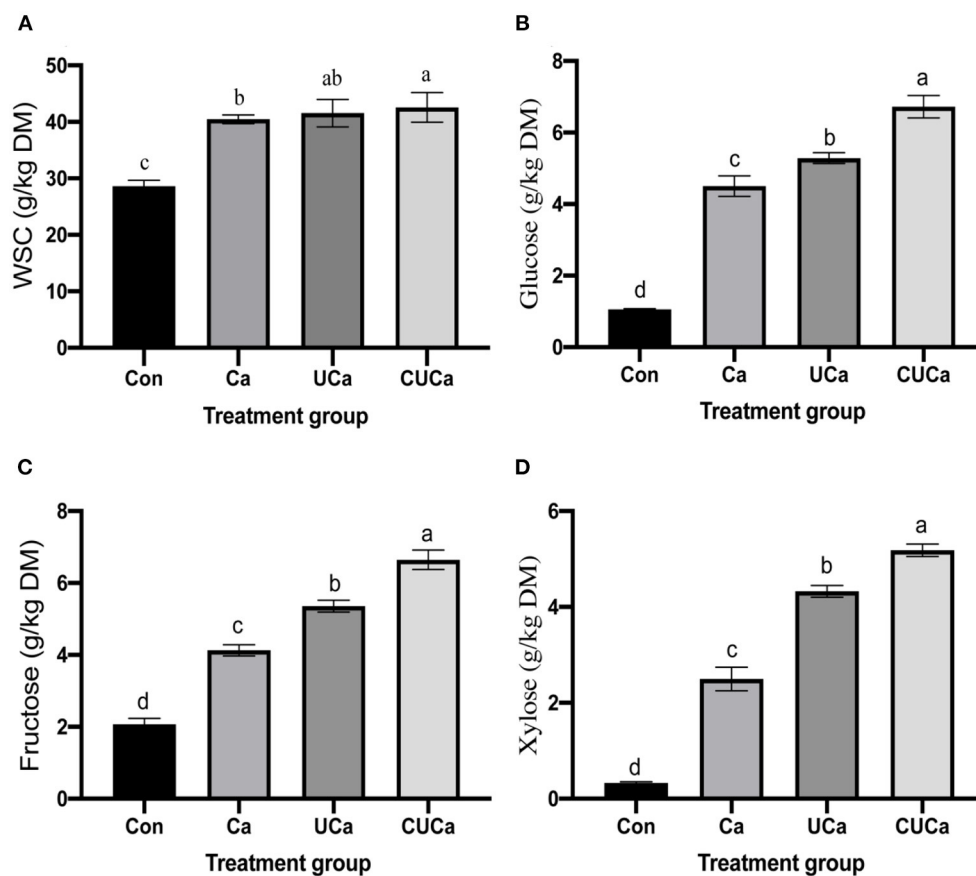 A
WSC (g/kg DM)
50
40
30
20
10
0
c
b
ab
a
Con Ca UCa CUCa
Treatment group
B
Glucose (g/kg DM)
8
6
4
2
0
d
c
b
a
Con Ca UCa CUCa
Treatment group
C
Fructose (g/kg DM)
8
6
4
2
0
d
c
b
a
Con Ca UCa CUCa
Treatment group
D
Xylose (g/kg DM)
6
4
2
0
d
c
b
a
Con Ca UCa CUCa
Treatment group